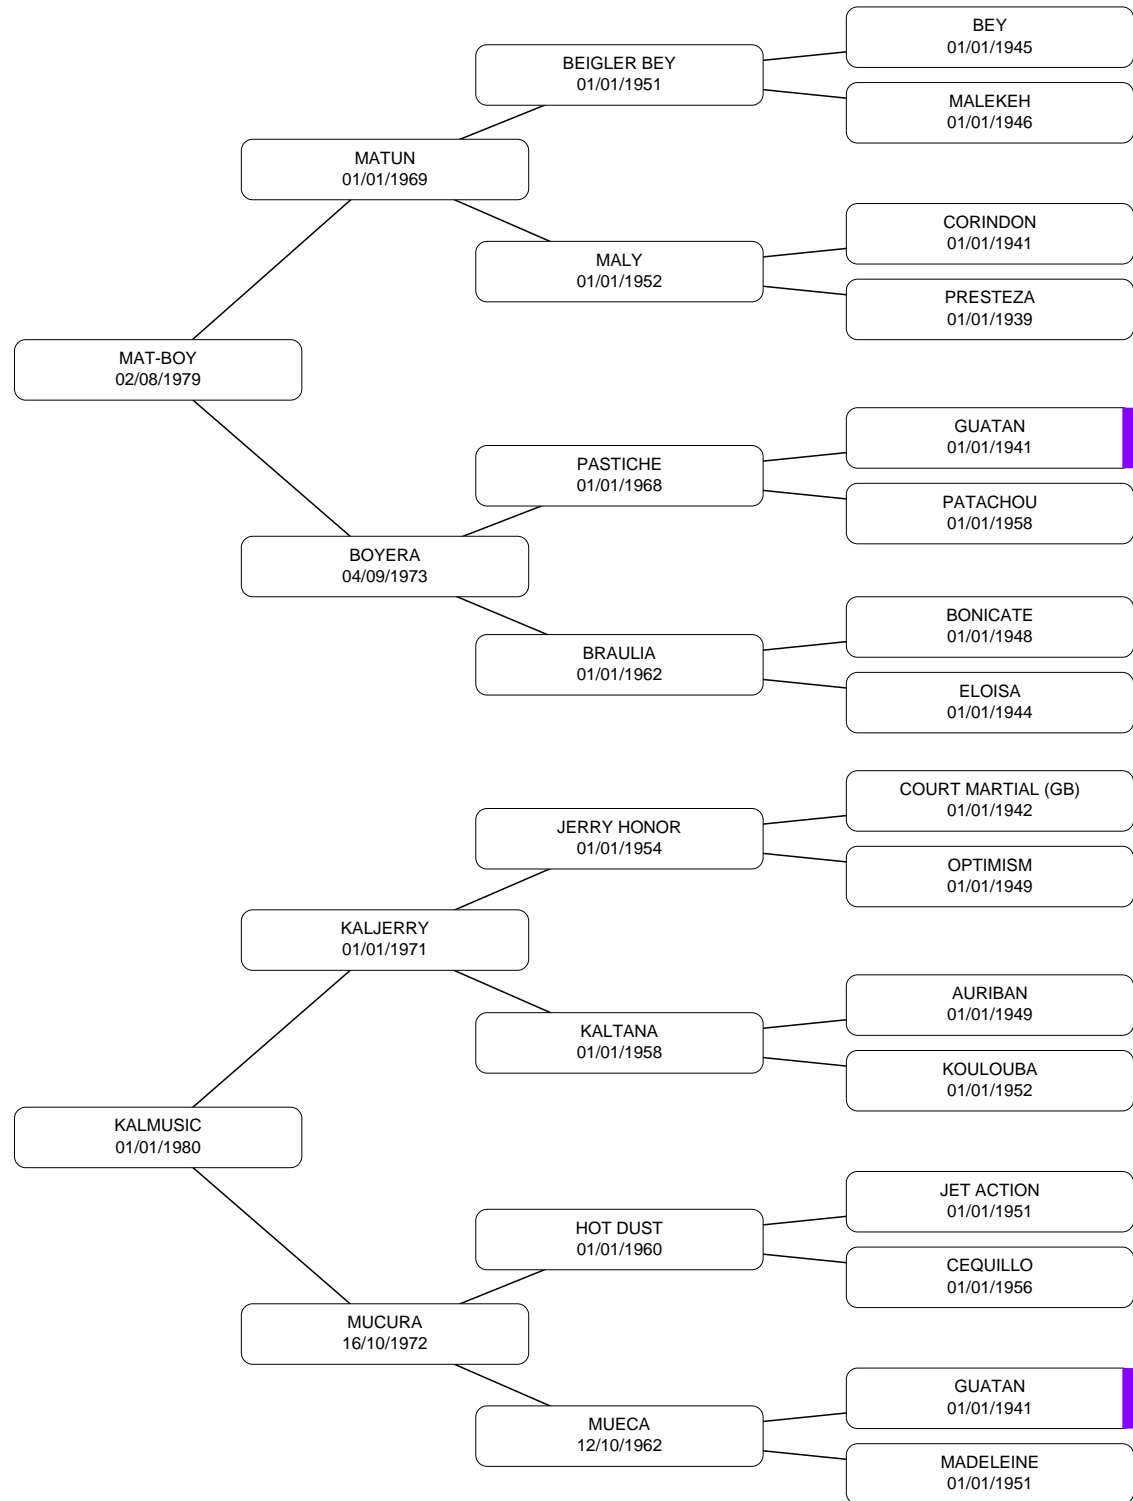 BEY
01/01/1945
BEIGLER BEY
01/01/1951
MALEKEH
01/01/1946
MATUN
01/01/1969
CORINDON
01/01/1941
MALY
01/01/1952
PRESTEZA
01/01/1939
MAT-BOY
02/08/1979
GUATAN
01/01/1941
PASTICHE
01/01/1968
PATACHOU
01/01/1958
BOYERA
04/09/1973
BONICATE
01/01/1948
BRAULIA
01/01/1962
ELOISA
01/01/1944
COURT MARTIAL (GB)
01/01/1942
JERRY HONOR
01/01/1954
OPTIMISM
01/01/1949
KALJERRY
01/01/1971
AURIBAN
01/01/1949
KALTANA
01/01/1958
KOULOUBA
01/01/1952
KALMUSIC
01/01/1980
JET ACTION
01/01/1951
HOT DUST
01/01/1960
CEQUILLO
01/01/1956
MUCURA
16/10/1972
GUATAN
01/01/1941
MUECA
12/10/1962
MADELEINE
01/01/1951